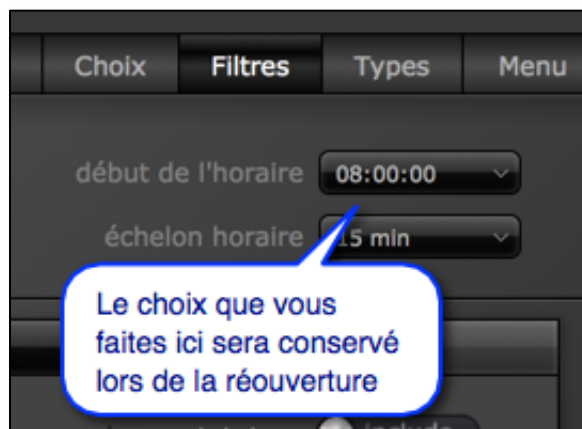 Choix Filtres Types Menu
début de l'horaire 08:00:00
échelon horaire 15 min
Le choix que vous
faites ici sera conservé
lors de la réouverture
include